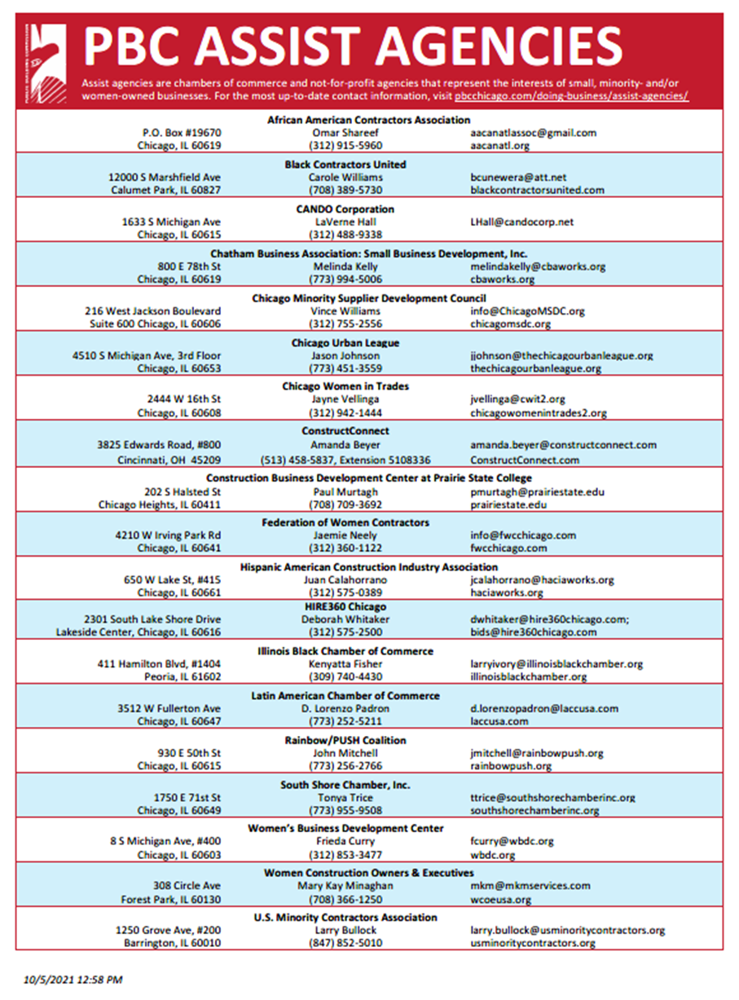 PUBLIC BUILDING COMMISSION
PBC ASSIST AGENCIES
Assist agencies are chambers of commerce and not-for-profit agencies that represent the interests of small, minority- and/or
women-owned businesses. For the most up-to-date contact information, visit pbcchicago.com/doing-business/assist-agencies/
African American Contractors Association
P.O. Box #19670 Omar Shareef aacanatlassoc@gmail.com
Chicago, IL 60619 (312) 915-5960 aacanatl.org
Black Contractors United
12000 S Marshfield Ave Carole Williams bcunewera@att.net
Calumet Park, IL 60827 (708) 389-5730 blackcontractorsunited.com
CANDO Corporation
1633 S Michigan Ave LaVerne Hall LHall@candocorp.net
Chicago, IL 60615 (312) 488-9338
Chatham Business Association: Small Business Development, Inc.
800 E 78th St Melinda Kelly melindakelly@cbaworks.org
Chicago, IL 60619 (773) 994-5006 cbaworks.org
Chicago Minority Supplier Development Council
216 West Jackson Boulevard Vince Williams info@ChicagoMSDC.org
Suite 600 Chicago, IL 60606 (312) 755-2556 chicagomsdc.org
Chicago Urban League
4510 S Michigan Ave, 3rd Floor Jason Johnson jjohnson@thechicagourbanleague.org
Chicago, IL 60653 (773) 451-3559 thechicagourbanleague.org
Chicago Women in Trades
2444 W 16th St Jayne Vellinga jvellinga@cwit2.org
Chicago, IL 60608 (312) 942-1444 chicagowomenintrades2.org
ConstructConnect
3825 Edwards Road, #800 Amanda Beyer amanda.beyer@constructconnect.com
Cincinnati, OH 45209 (513) 458-5837, Extension 5108336 ConstructConnect.com
Construction Business Development Center at Prairie State College
202 S Halsted St Paul Murtagh pmurtagh@prairiestate.edu
Chicago Heights, IL 60411 (708) 709-3692 prairiestate.edu
Federation of Women Contractors
4210 W Irving Park Rd Jaemie Neely info@fwcchicago.com
Chicago, IL 60641 (312) 360-1122 fwcchicago.com
Hispanic American Construction Industry Association
650 W Lake St, #415 Juan Calahorrano jcalahorrano@haciaworks.org
Chicago, IL 60661 (312) 575-0389 haciaworks.org
HIRE360 Chicago
2301 South Lake Shore Drive Deborah Whitaker dwhitaker@hire360chicago.com;
Lakeside Center, Chicago, IL 60616 (312) 575-2500 bids@hire360chicago.com
Illinois Black Chamber of Commerce
411 Hamilton Blvd, #1404 Kenyatta Fisher larryivory@illinoisblackchamber.org
Peoria, IL 61602 (309) 740-4430 illinoisblackchamber.org
Latin American Chamber of Commerce
3512 W Fullerton Ave D. Lorenzo Padron d.lorenzopadron@laccusa.com
Chicago, IL 60647 (773) 252-5211 laccusa.com
Rainbow/PUSH Coalition
930 E 50th St John Mitchell jmitchell@rainbowpush.org
Chicago, IL 60615 (773) 256-2766 rainbowpush.org
South Shore Chamber, Inc.
1750 E 71st St Tonya Trice ttrice@southshorechamberinc.org
Chicago, IL 60649 (773) 955-9508 southshorechamberinc.org
Women's Business Development Center
8 S Michigan Ave, #400 Frieda Curry fcurry@wbdc.org
Chicago, IL 60603 (312) 853-3477 wbdc.org
Women Construction Owners & Executives
308 Circle Ave Mary Kay Minaghan mkm@mkmservices.com
Forest Park, IL 60130 (708) 366-1250 wcoeusa.org
U.S. Minority Contractors Association
1250 Grove Ave, #200 Larry Bullock larry.bullock@usminoritycontractors.org
Barrington, IL 60010 (847) 852-5010 usminoritycontractors.org
10/5/2021 12:58 PM